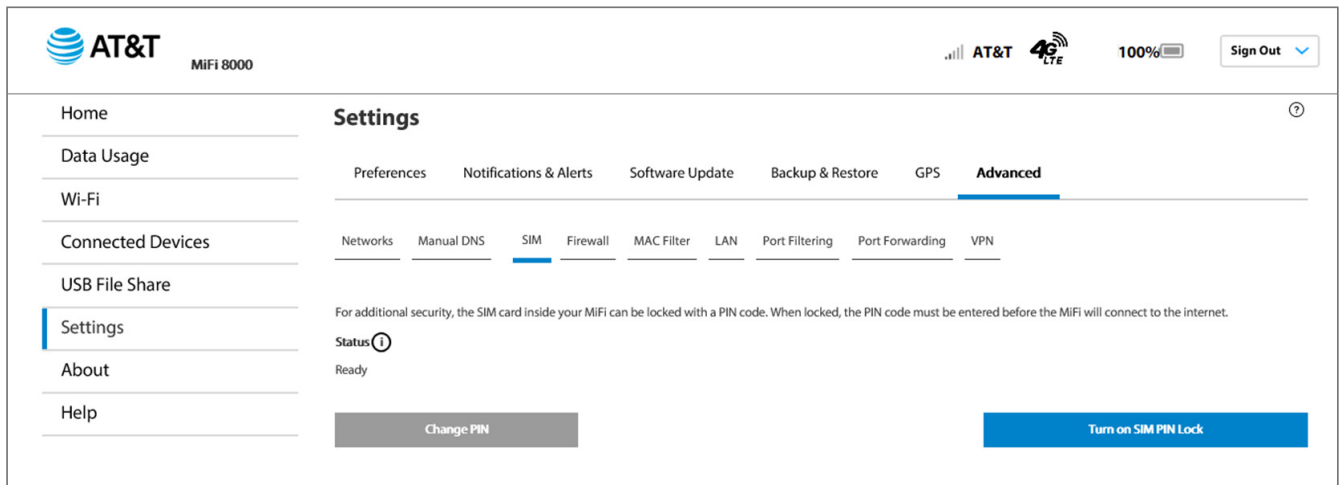 AT&T
MiFi 8000
AT&T 4G LTE 100% Sign Out
Home
Data Usage
Wi-Fi
Connected Devices
USB File Share
Settings
About
Help
Settings
Preferences Notifications & Alerts Software Update Backup & Restore GPS Advanced
Networks Manual DNS SIM Firewall MAC Filter LAN Port Filtering Port Forwarding VPN
For additional security, the SIM card inside your MiFi can be locked with a PIN code. When locked, the PIN code must be entered before the MiFi will connect to the internet.
Status i
Ready
Change PIN Turn on SIM PIN Lock